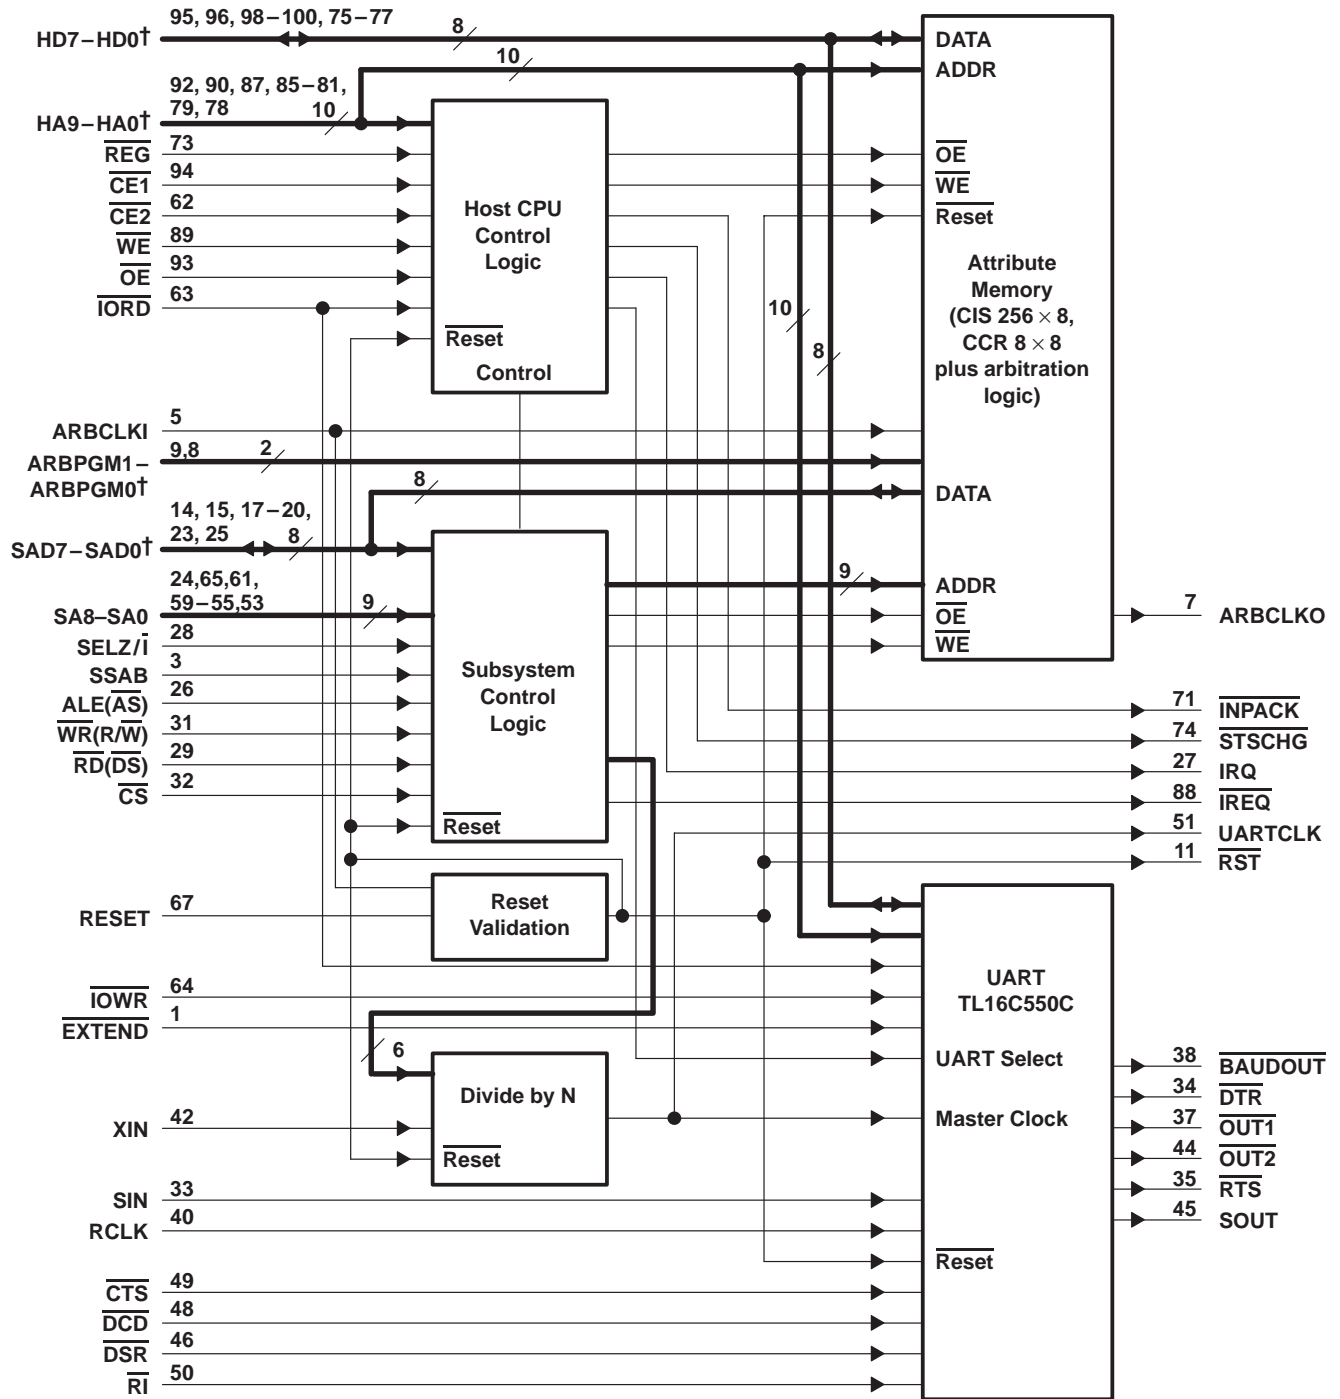 HD7–HD0†
95, 96, 98–100, 75–77
8
DATA
10
ADDR
92, 90, 87, 85–81,
79, 78
HA9–HA0†
10
REG
73
CE1
94
CE2
62
WE
89
OE
93
IORD
63
Host CPU
Control
Logic
Reset
Control
OE
WE
Reset
Attribute
Memory
(CIS 256 × 8,
CCR 8 × 8
plus arbitration
logic)
10
8
ARBCLKI
5
ARBPGM1–
ARBPGM0†
9,8
2
8
DATA
14, 15, 17–20,
23, 25
SAD7–SAD0†
8
24,65,61,
59–55,53
SA8–SA0
9
SELZ/I
28
SSAB
3
ALE(AS)
26
WR(R/W)
31
RD(DS)
29
CS
32
Subsystem
Control
Logic
Reset
9
ADDR
OE
WE
7
ARBCLKO
71
INPACK
74
STSCHG
27
IRQ
88
IREQ
51
UARTCLK
11
RST
RESET
67
Reset
Validation
IOWR
64
EXTEND
1
UART
TL16C550C
6
UART Select
Divide by N
Master Clock
XIN
42
Reset
38
BAUDOUT
34
DTR
37
OUT1
44
OUT2
35
RTS
45
SOUT
SIN
33
RCLK
40
Reset
CTS
49
DCD
48
DSR
46
RI
50